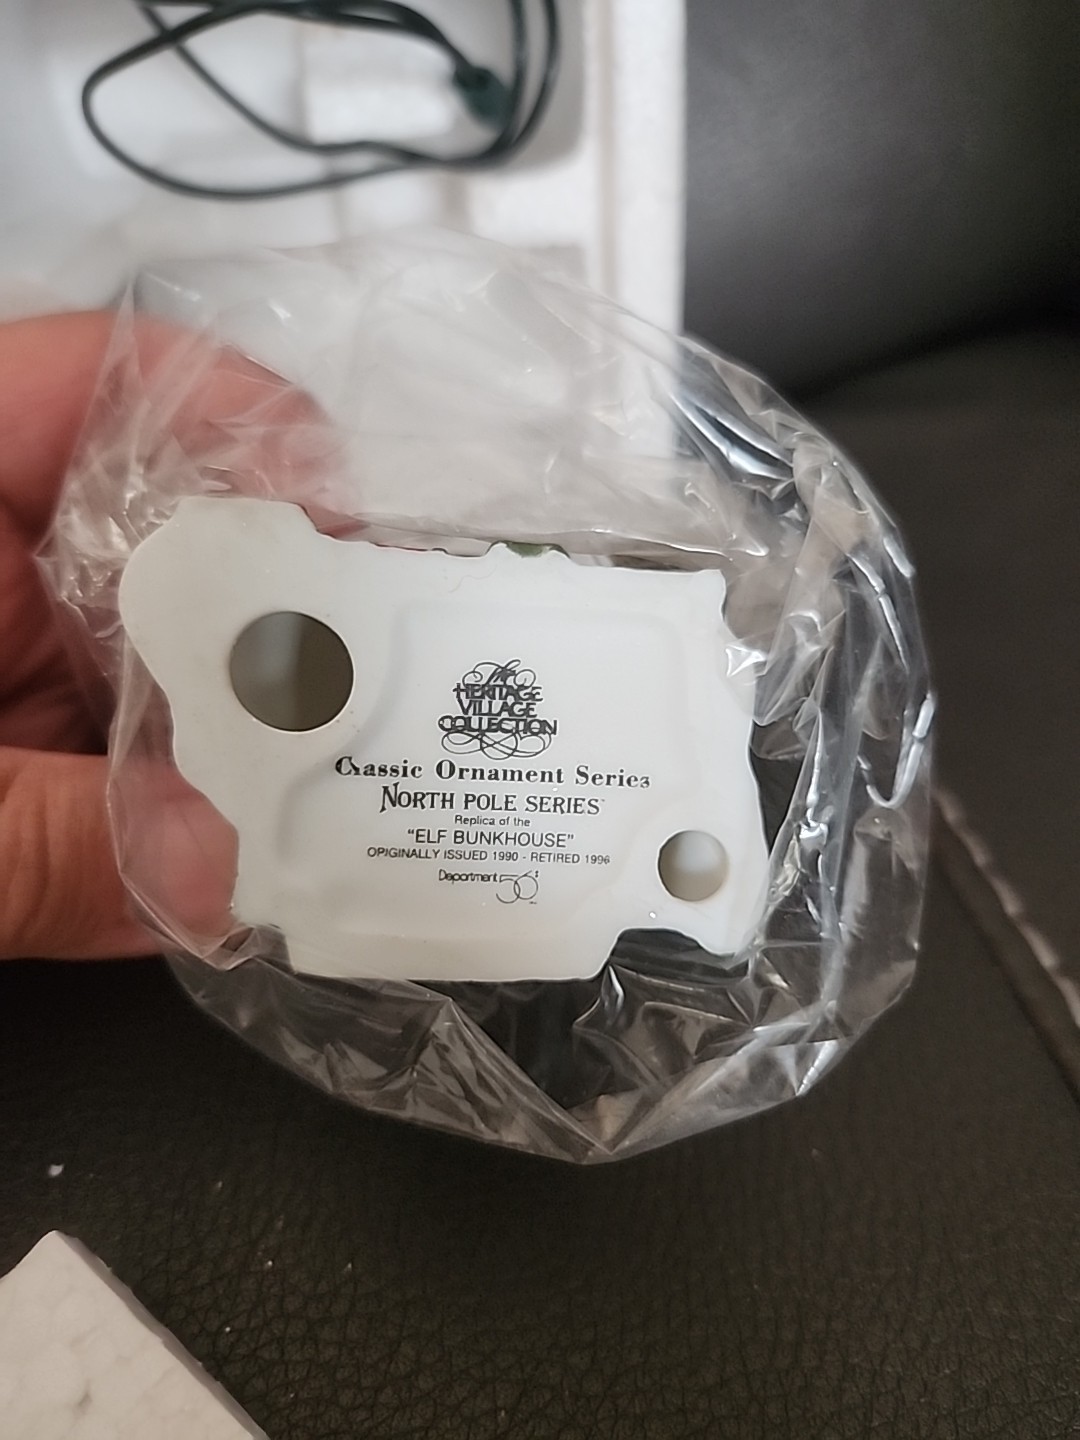 The
HERITAGE
VILLAGE
COLLECTION
Classic Ornament Series
NORTH POLE SERIES™
Replica of the
"ELF BUNKHOUSE"
ORIGINALLY ISSUED 1990 - RETIRED 1996
Department 56